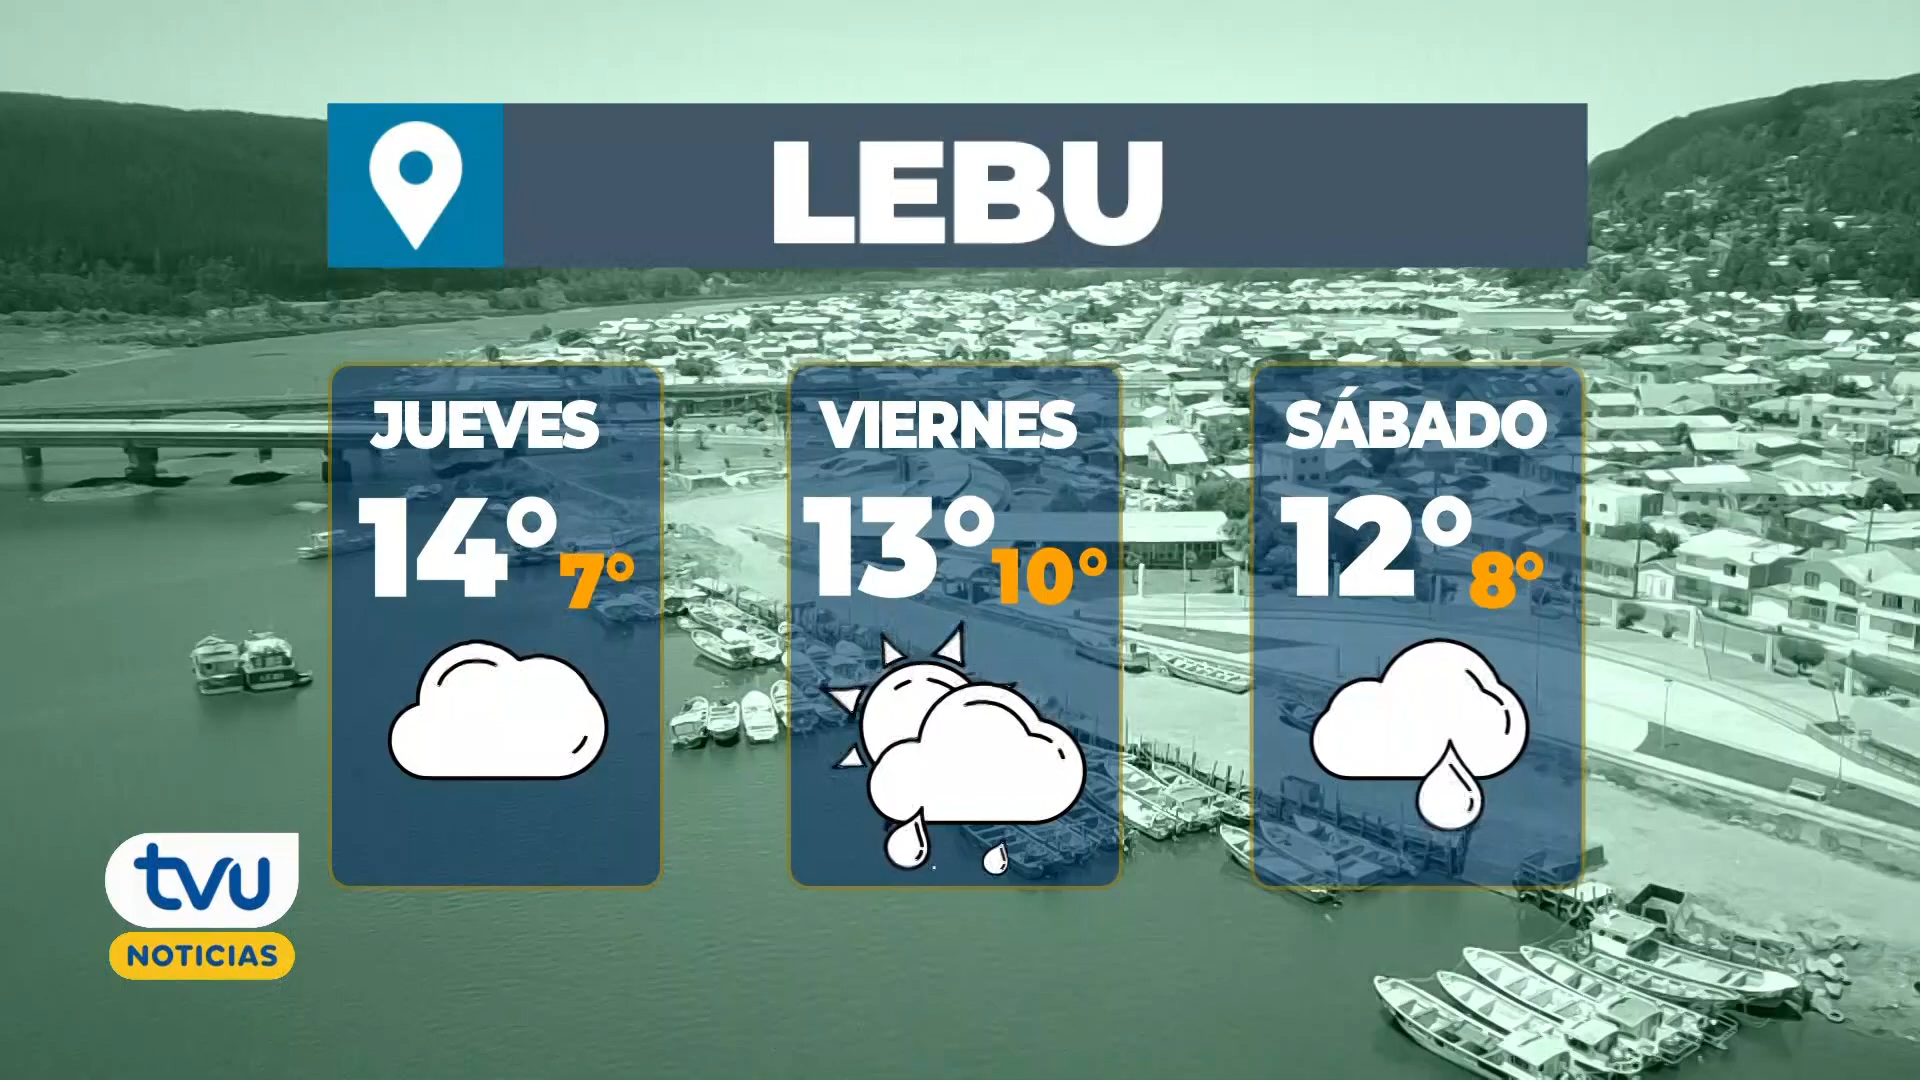 LEBU
JUEVES
14° 7°
VIERNES
13° 10°
SÁBADO
12° 8°
tvu
NOTICIAS